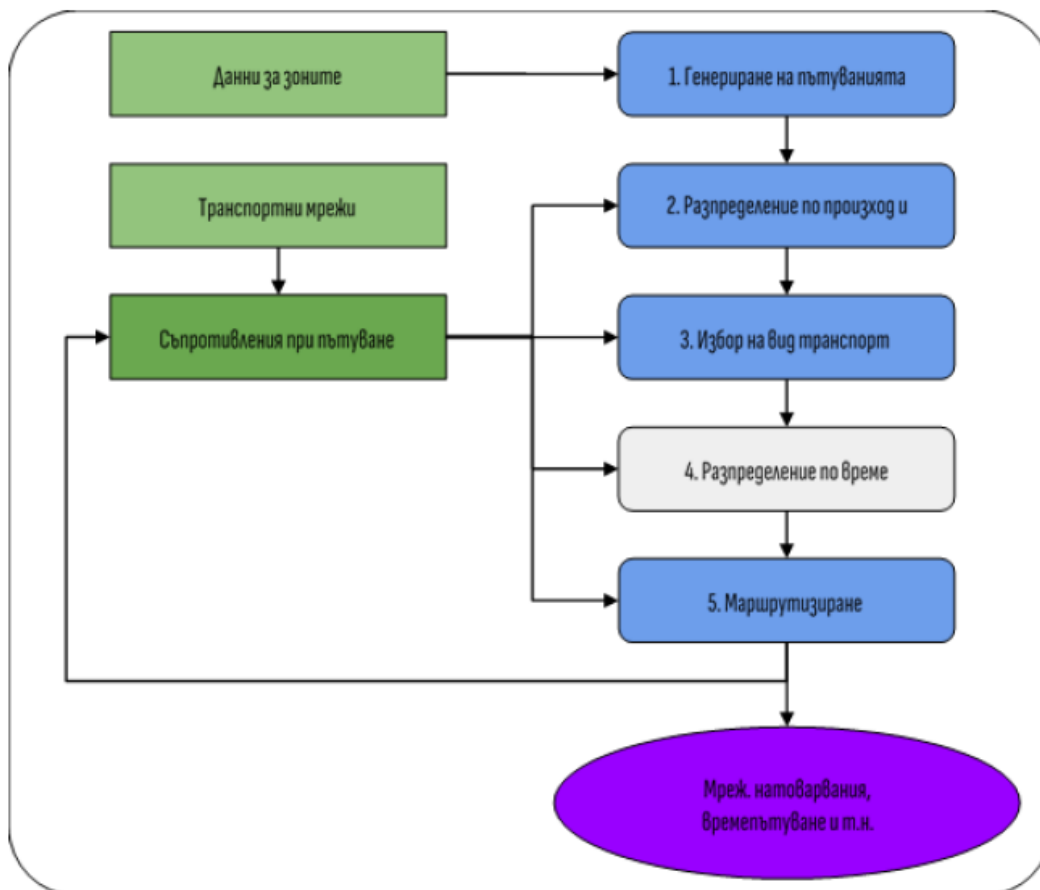 Данни за зоните
1. Генериране на пътуванията
Транспортни мрежи
2. Разпределение по произход и
Съпротивления при пътуване
3. Избор на вид транспорт
4. Разпределение по време
5. Маршрутизиране
Мреж. натоварвания,
времепътуване и т.н.